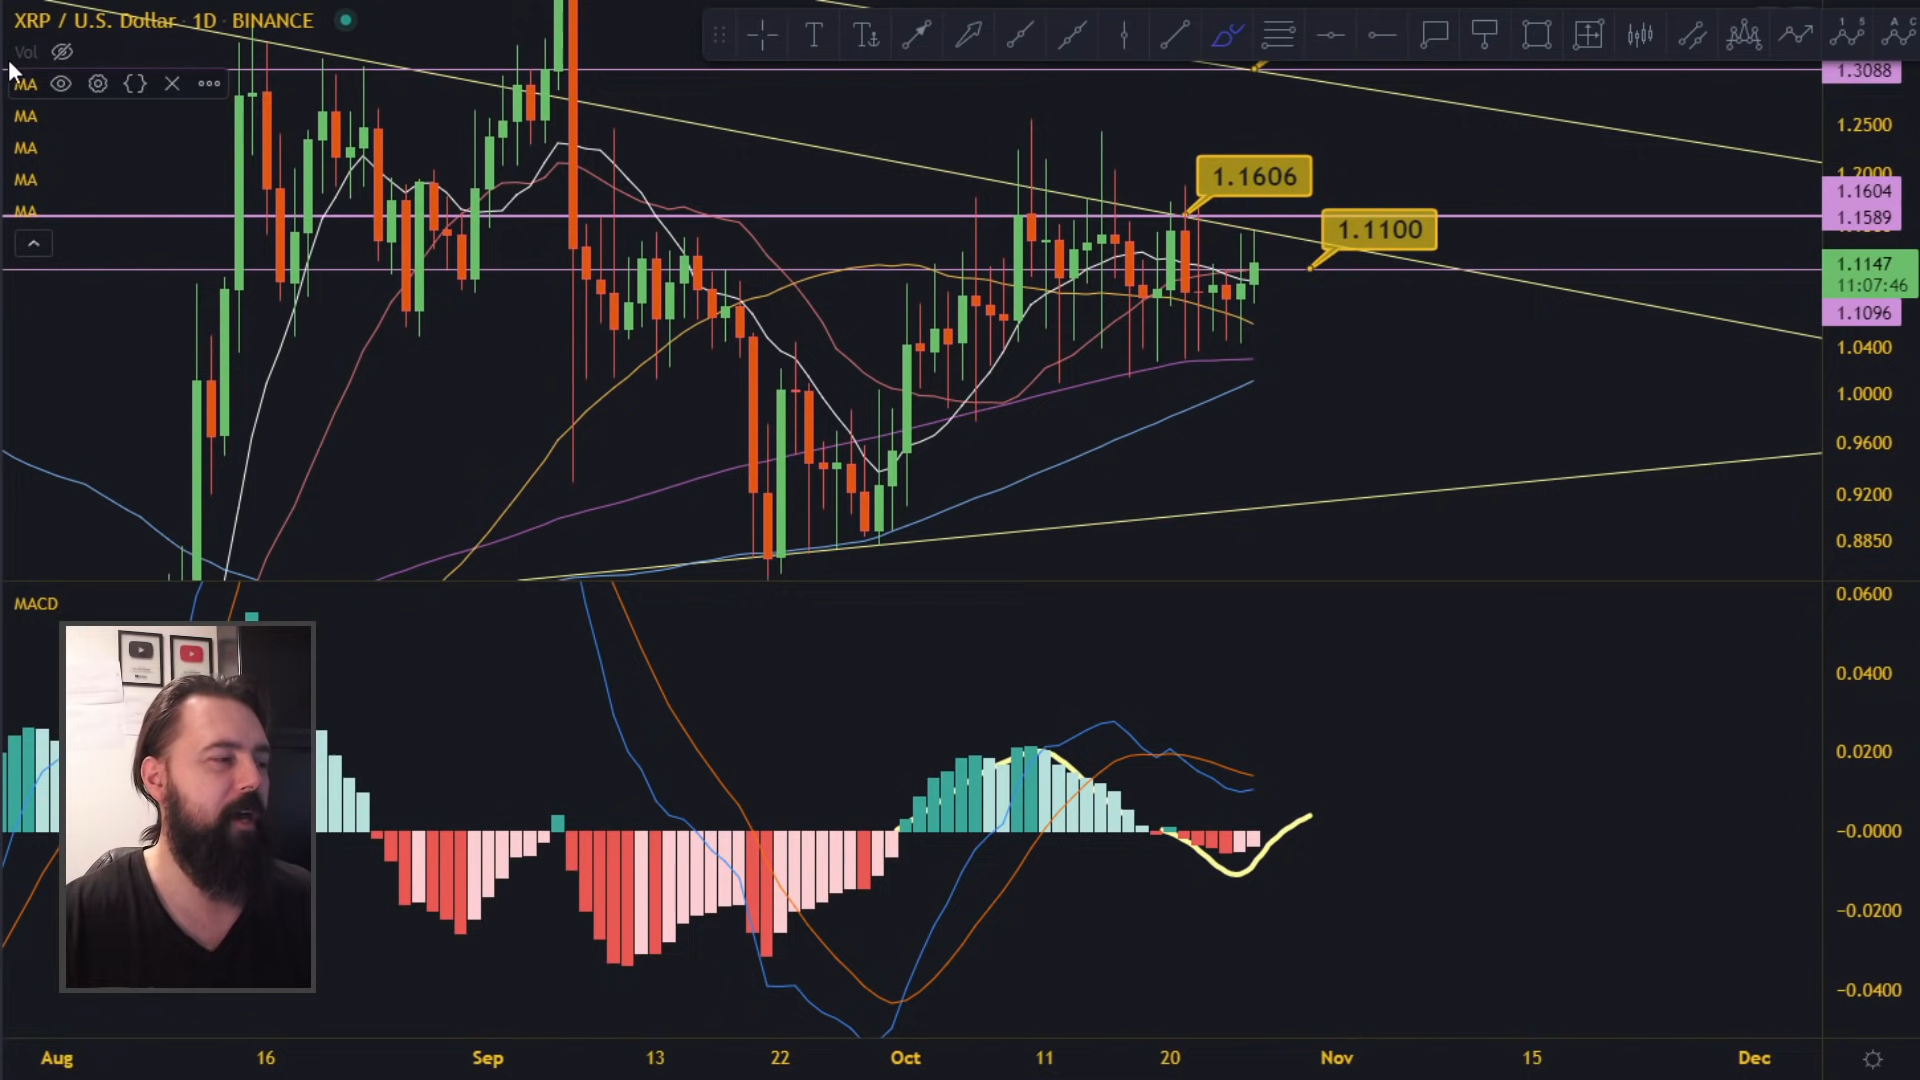 XRP / U.S. Dollar · 1D · BINANCE
Vol
MA
MA
MA
MA
MA
1.1606
1.1100
1.3088
1.2500
1.2000
1.1604
1.1589
1.1147
11:07:46
1.1096
1.0400
1.0000
0.9600
0.9200
0.8850
MACD
0.0600
0.0400
0.0200
−0.0000
−0.0200
−0.0400
Aug 16 Sep 13 22 Oct 11 20 Nov 15 Dec